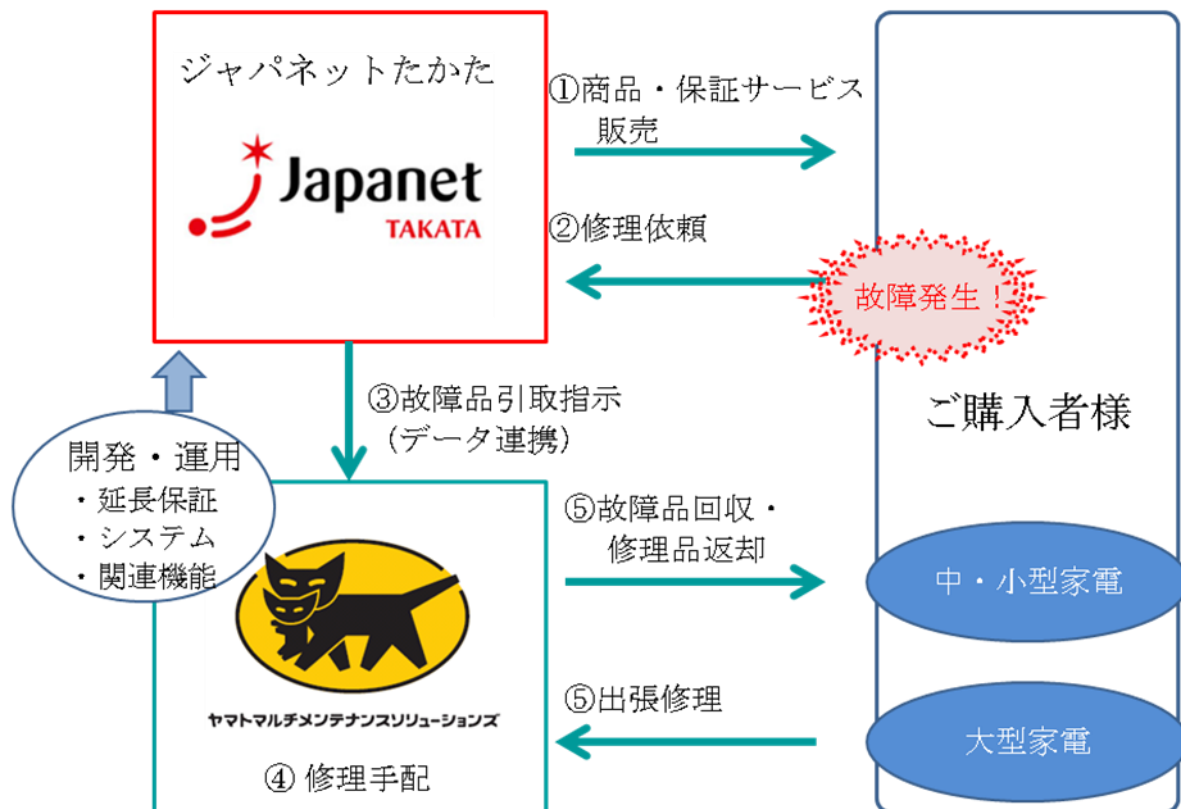 ジャパネットたかた
Japanet
TAKATA
①商品・保証サービス
販売
②修理依頼
故障発生!
ご購入者様
③故障品引取指示
(データ連携)
開発・運用
・延長保証
・システム
・関連機能
⑤故障品回収・
修理品返却
中・小型家電
ヤマトマルチメンテナンスソリューションズ
④ 修理手配
⑤出張修理
大型家電